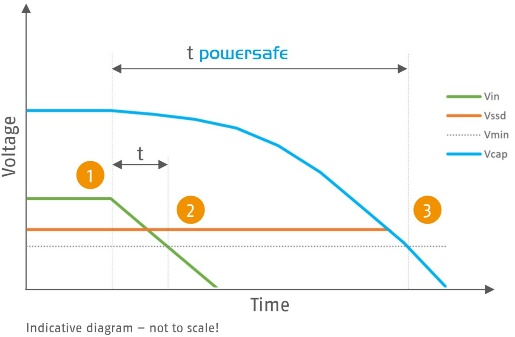 t powersafe
Voltage
t
1
2
3
Vin
Vssd
Vmin
Vcap
Time
Indicative diagram – not to scale!